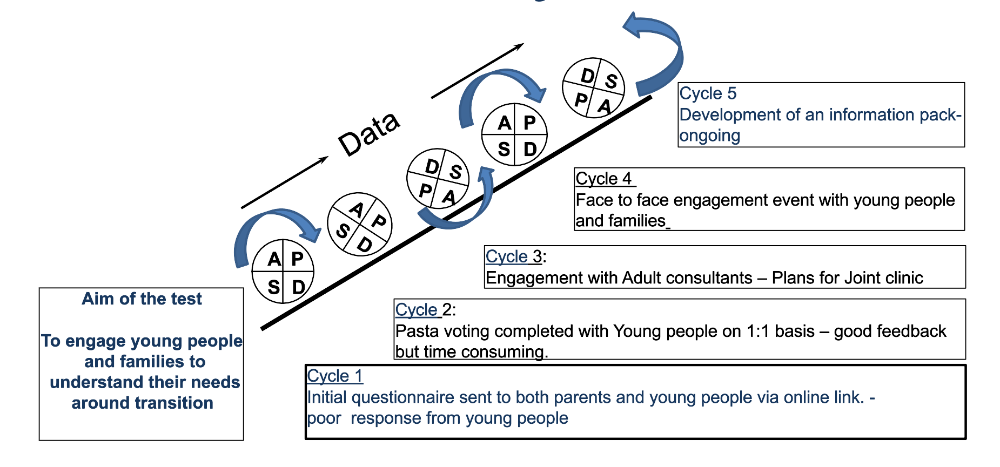 Data
D S
P A
A P
S D
D S
P A
A P
S D
A P
S D
Cycle 5
Development of an information pack-
ongoing
Cycle 4
Face to face engagement event with young people
and families_
Cycle 3:
Engagement with Adult consultants – Plans for Joint clinic
Cycle 2:
Pasta voting completed with Young people on 1:1 basis – good feedback
but time consuming.
Cycle 1
Initial questionnaire sent to both parents and young people via online link. -
poor  response from young people
Aim of the test
To engage young people
and families to
understand their needs
around transition